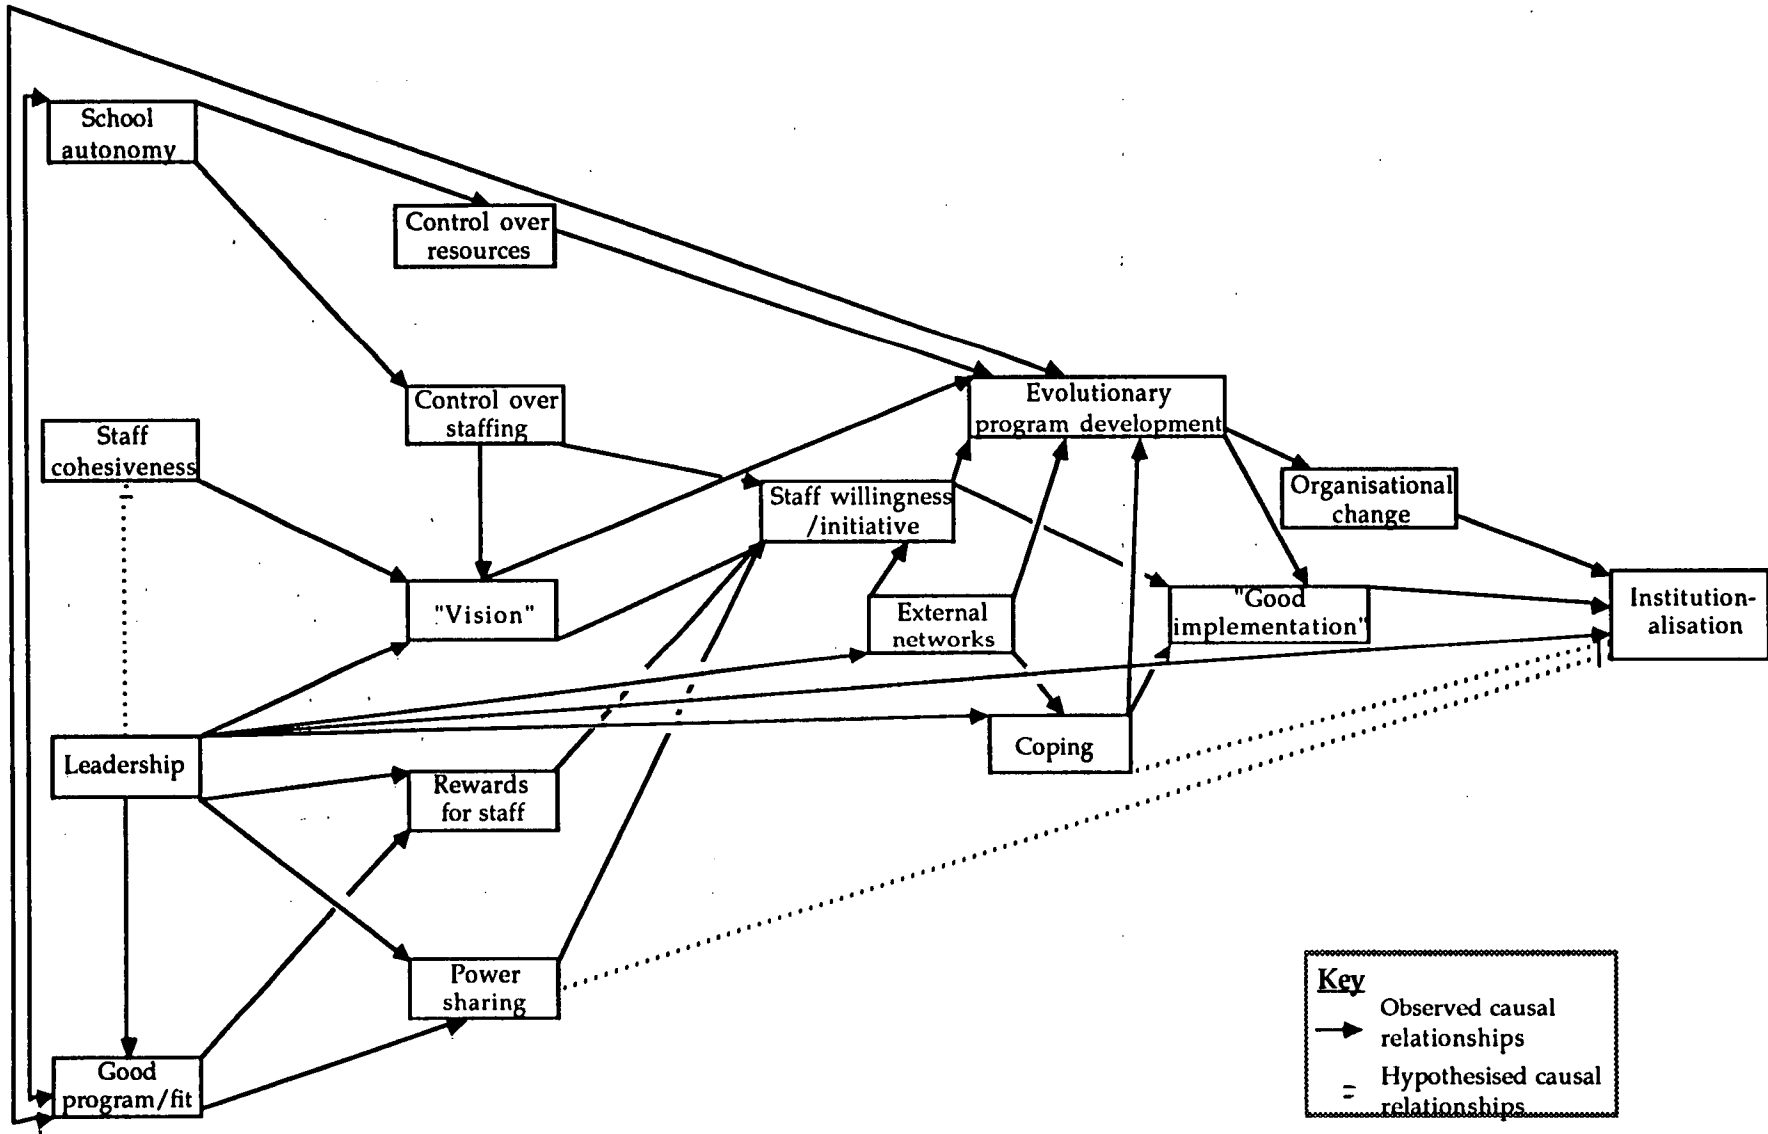 School
autonomy
Control over
resources
Control over
staffing
Evolutionary
program development
Staff
cohesiveness
Organisational
change
Staff willingness
/initiative
"Vision"
External
networks
"Good
implementation"
Institution-
alisation
Leadership
Coping
Rewards
for staff
Power
sharing
Good
program/fit
Key
Observed causal
relationships
Hypothesised causal
relationships